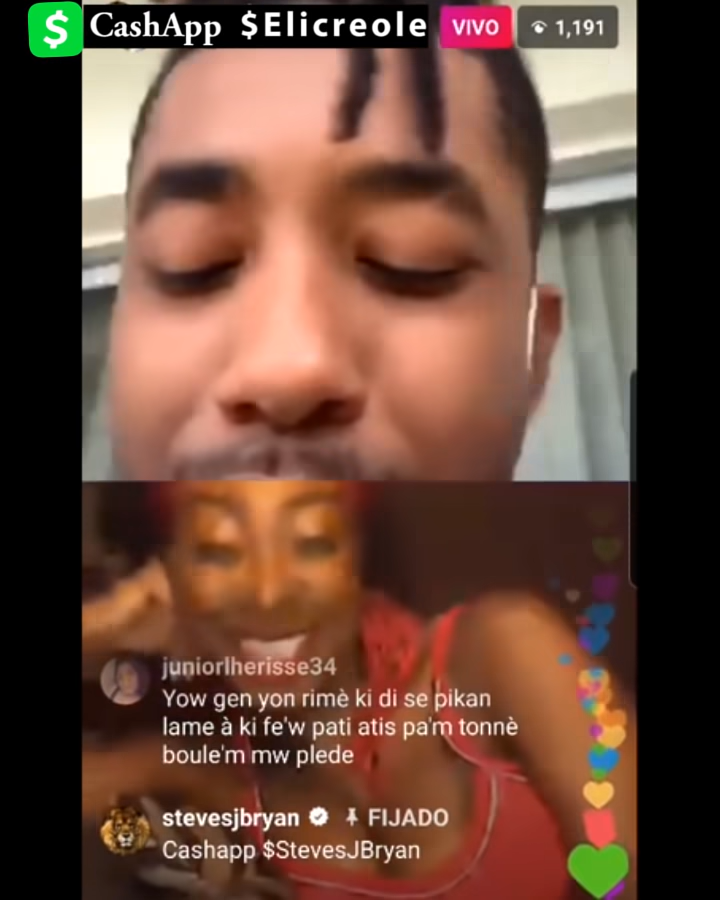 $ CashApp $Elicreole VIVO 1,191
juniorlherisse34
Yow gen yon rimè ki di se pikan
lame à ki fe'w pati atis pa'm tonnè
boule'm mw plede
stevesjbryan FIJADO
Cashapp $StevesJBryan